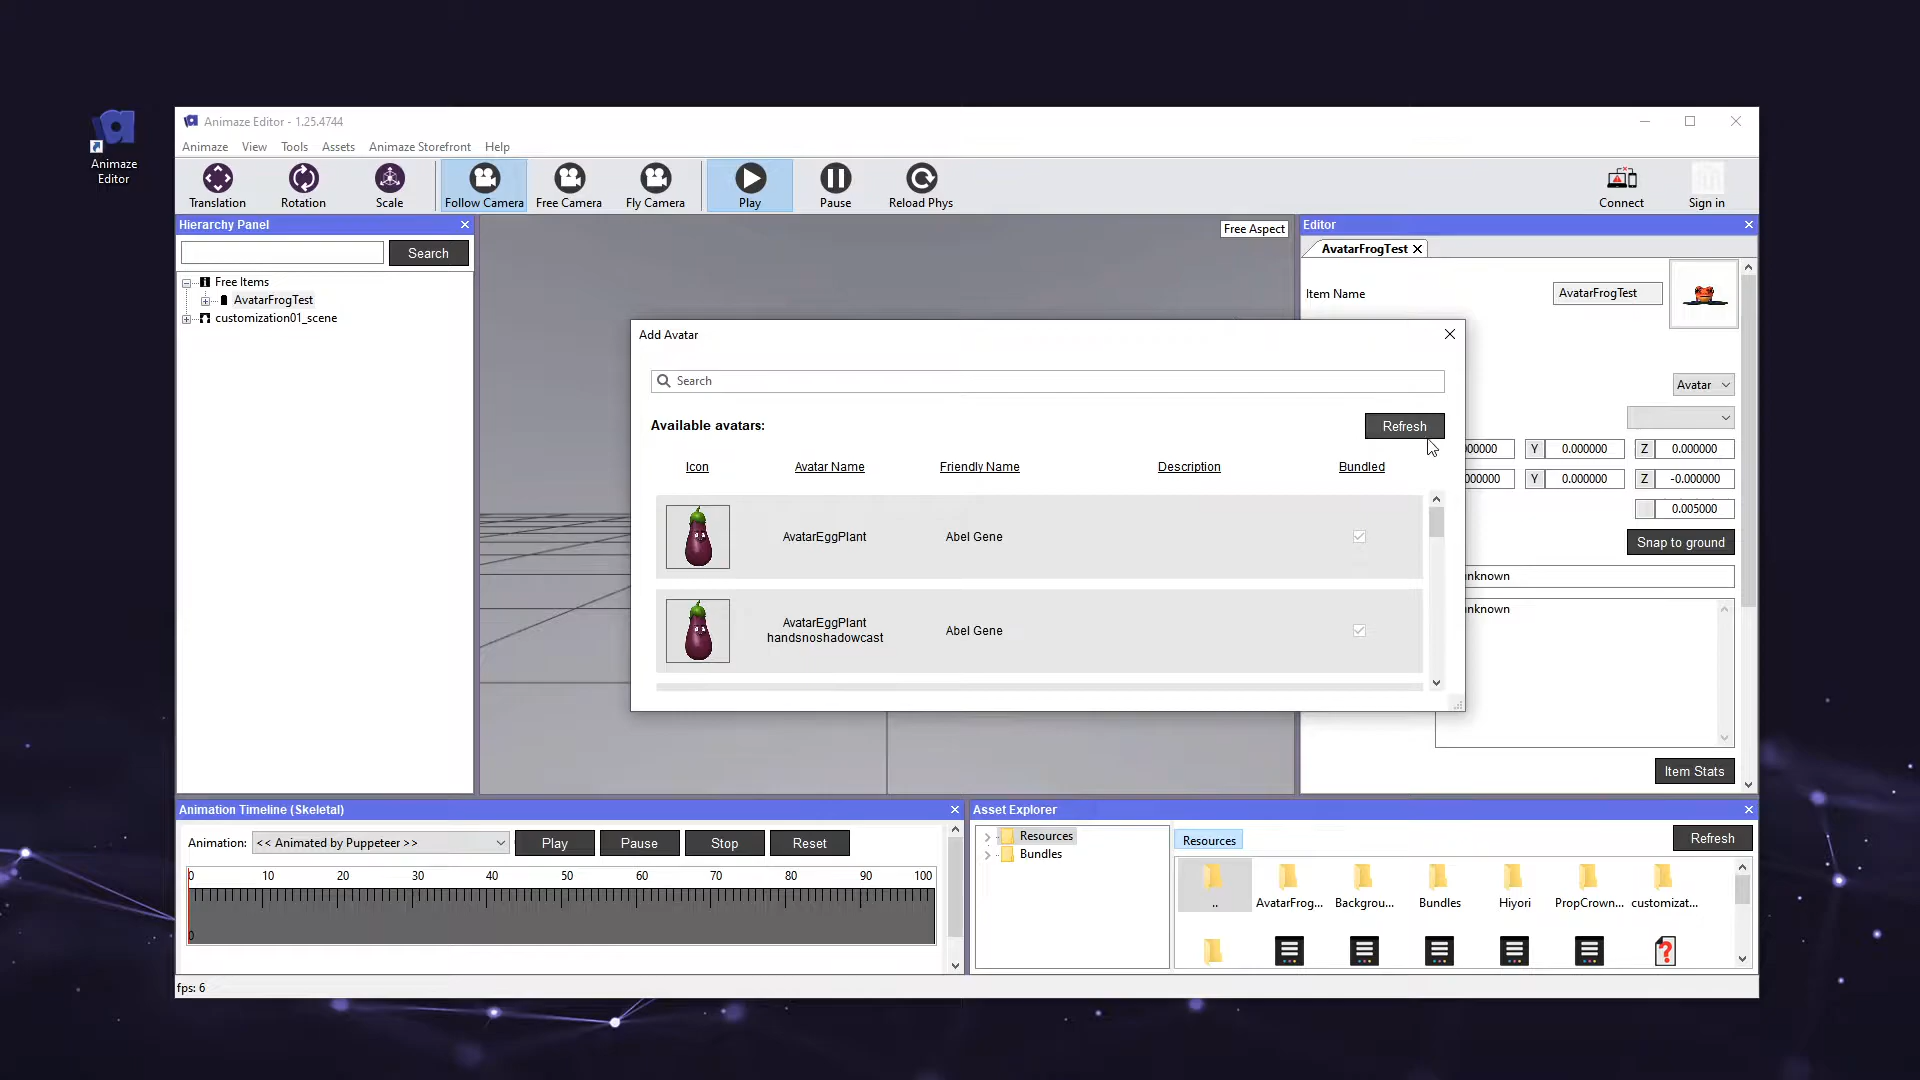 Animaze
Editor
Animaze Editor - 1.25.4744
Animaze View Tools Assets Animaze Storefront Help
Translation Rotation Scale Follow Camera Free Camera Fly Camera Play Pause Reload Phys Connect Sign in
Hierarchy Panel
Search
Free Items
AvatarFrogTest
customization01_scene
Free Aspect
Editor
AvatarFrogTest
Item Name AvatarFrogTest
Avatar
00000 Y 0.000000 Z 0.000000
00000 Y 0.000000 Z -0.000000
0.005000
Snap to ground
nknown
nknown
Item Stats
Add Avatar
Search
Available avatars: Refresh
Icon Avatar Name Friendly Name Description Bundled
AvatarEggPlant Abel Gene
AvatarEggPlant
handsnoshadowcast Abel Gene
Animation Timeline (Skeletal)
Animation: << Animated by Puppeteer >> Play Pause Stop Reset
0 10 20 30 40 50 60 70 80 90 100
0
Asset Explorer
Resources
Bundles
Resources Refresh
.. AvatarFrog... Backgrou... Bundles Hiyori PropCrown... customizat...
fps: 6